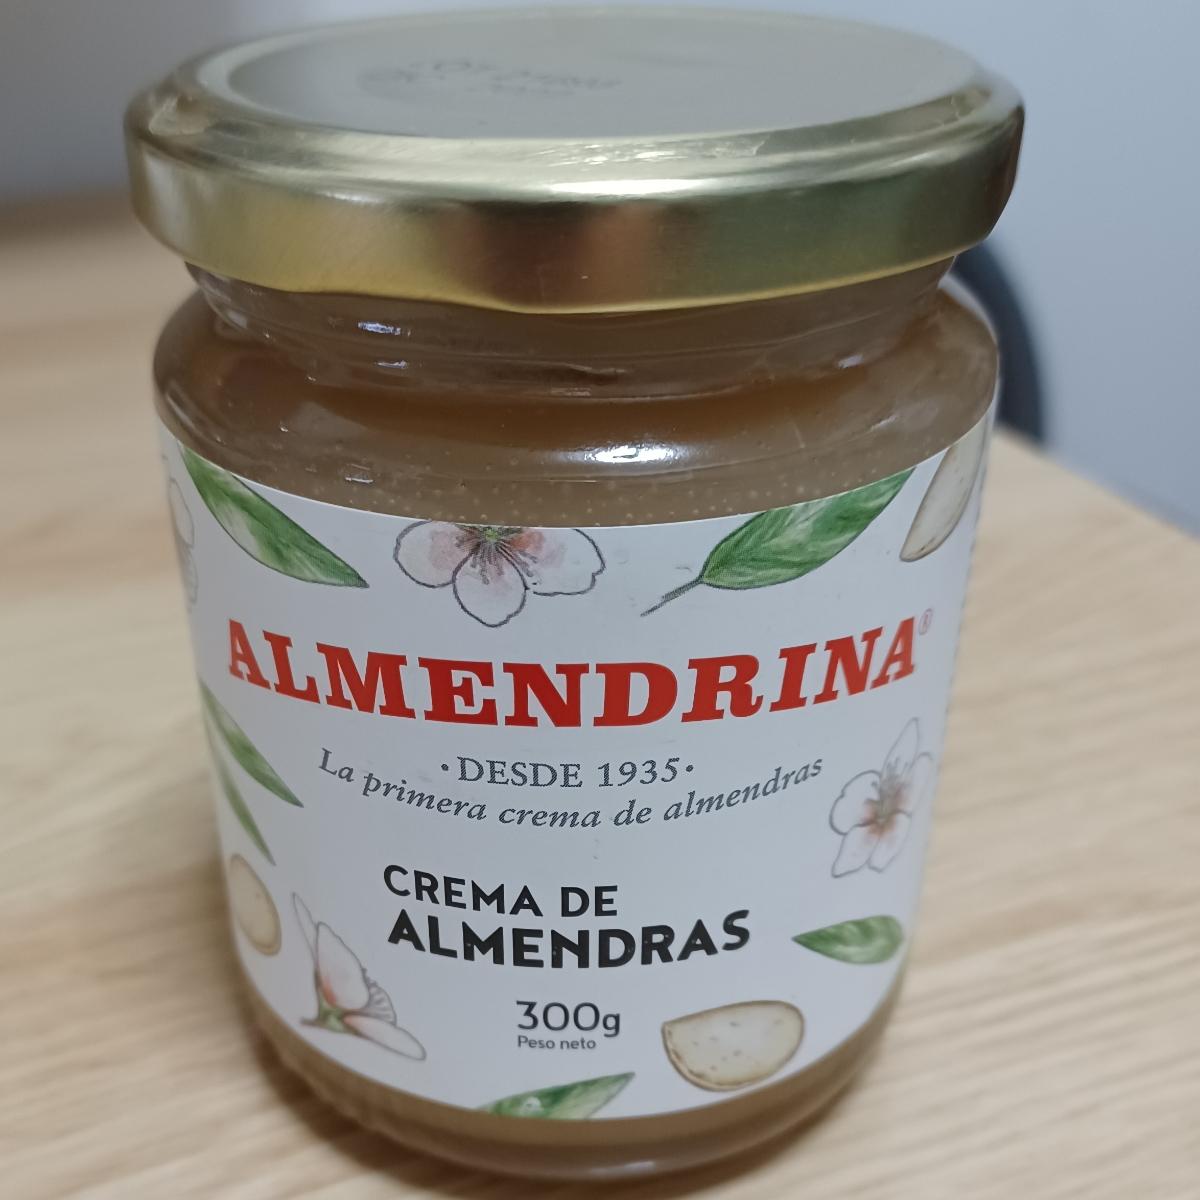 ALMENDRINA®
·DESDE 1935·
La primera crema de almendras
CREMA DE
ALMENDRAS
300g
Peso neto